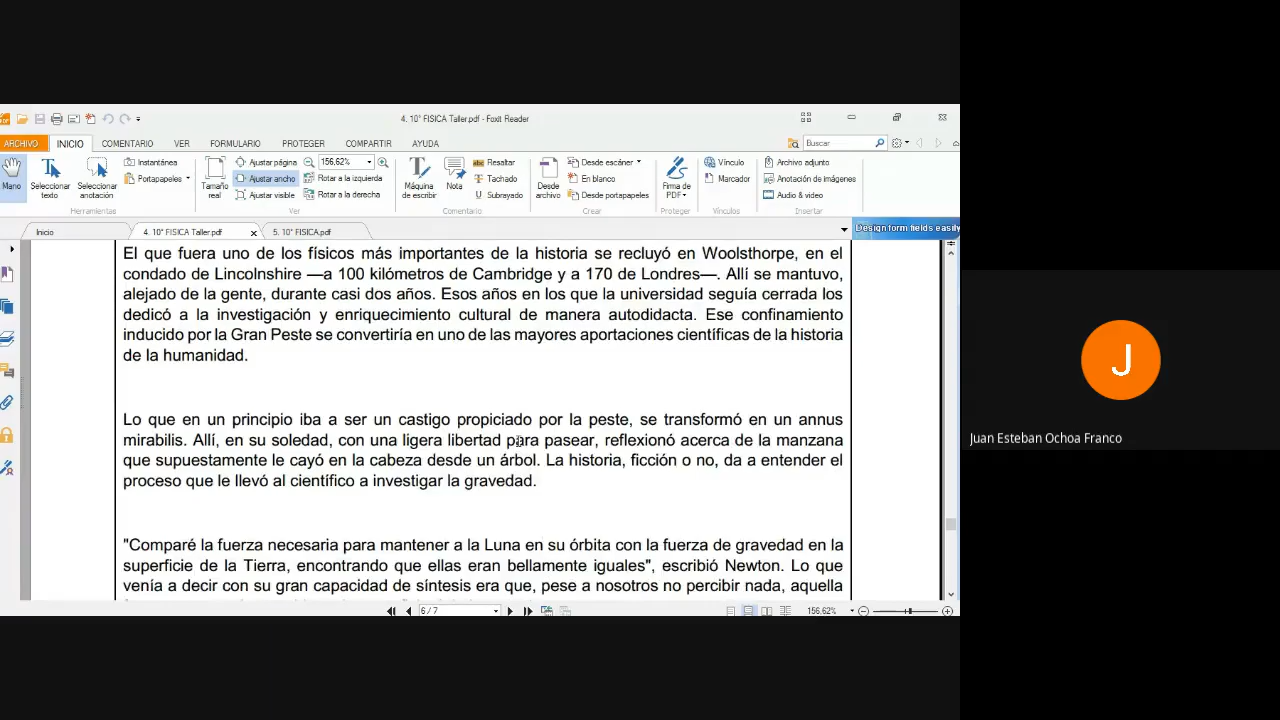 4. 10° FISICA Taller.pdf - Foxit Reader
ARCHIVO INICIO COMENTARIO VER FORMULARIO PROTEGER COMPARTIR AYUDA Buscar
Mano Seleccionar texto Seleccionar anotación Instantánea Portapapeles
Herramientas
Tamaño real Ajustar página Ajustar ancho Ajustar visible 156.62% Rotar a la izquierda Rotar a la derecha
Ver
Máquina de escribir Nota Resaltar Tachado Subrayado
Comentario
Desde archivo Desde escáner En blanco Desde portapapeles
Crear
Firma de PDF
Proteger
Vínculo Marcador
Vínculos
Archivo adjunto Anotación de imágenes Audio & video
Insertar
Inicio 4. 10° FISICA Taller.pdf 5. 10° FISICA.pdf Design form fields easily
El que fuera uno de los físicos más importantes de la historia se recluyó en Woolsthorpe, en el
condado de Lincolnshire —a 100 kilómetros de Cambridge y a 170 de Londres—. Allí se mantuvo,
alejado de la gente, durante casi dos años. Esos años en los que la universidad seguía cerrada los
dedicó a la investigación y enriquecimiento cultural de manera autodidacta. Ese confinamiento
inducido por la Gran Peste se convertiría en uno de las mayores aportaciones científicas de la historia
de la humanidad.
Lo que en un principio iba a ser un castigo propiciado por la peste, se transformó en un annus
mirabilis. Allí, en su soledad, con una ligera libertad para pasear, reflexionó acerca de la manzana
que supuestamente le cayó en la cabeza desde un árbol. La historia, ficción o no, da a entender el
proceso que le llevó al científico a investigar la gravedad.
"Comparé la fuerza necesaria para mantener a la Luna en su órbita con la fuerza de gravedad en la
superficie de la Tierra, encontrando que ellas eran bellamente iguales", escribió Newton. Lo que
venía a decir con su gran capacidad de síntesis era que, pese a nosotros no percibir nada, aquella
6 / 7 156,62%
J
Juan Esteban Ochoa Franco